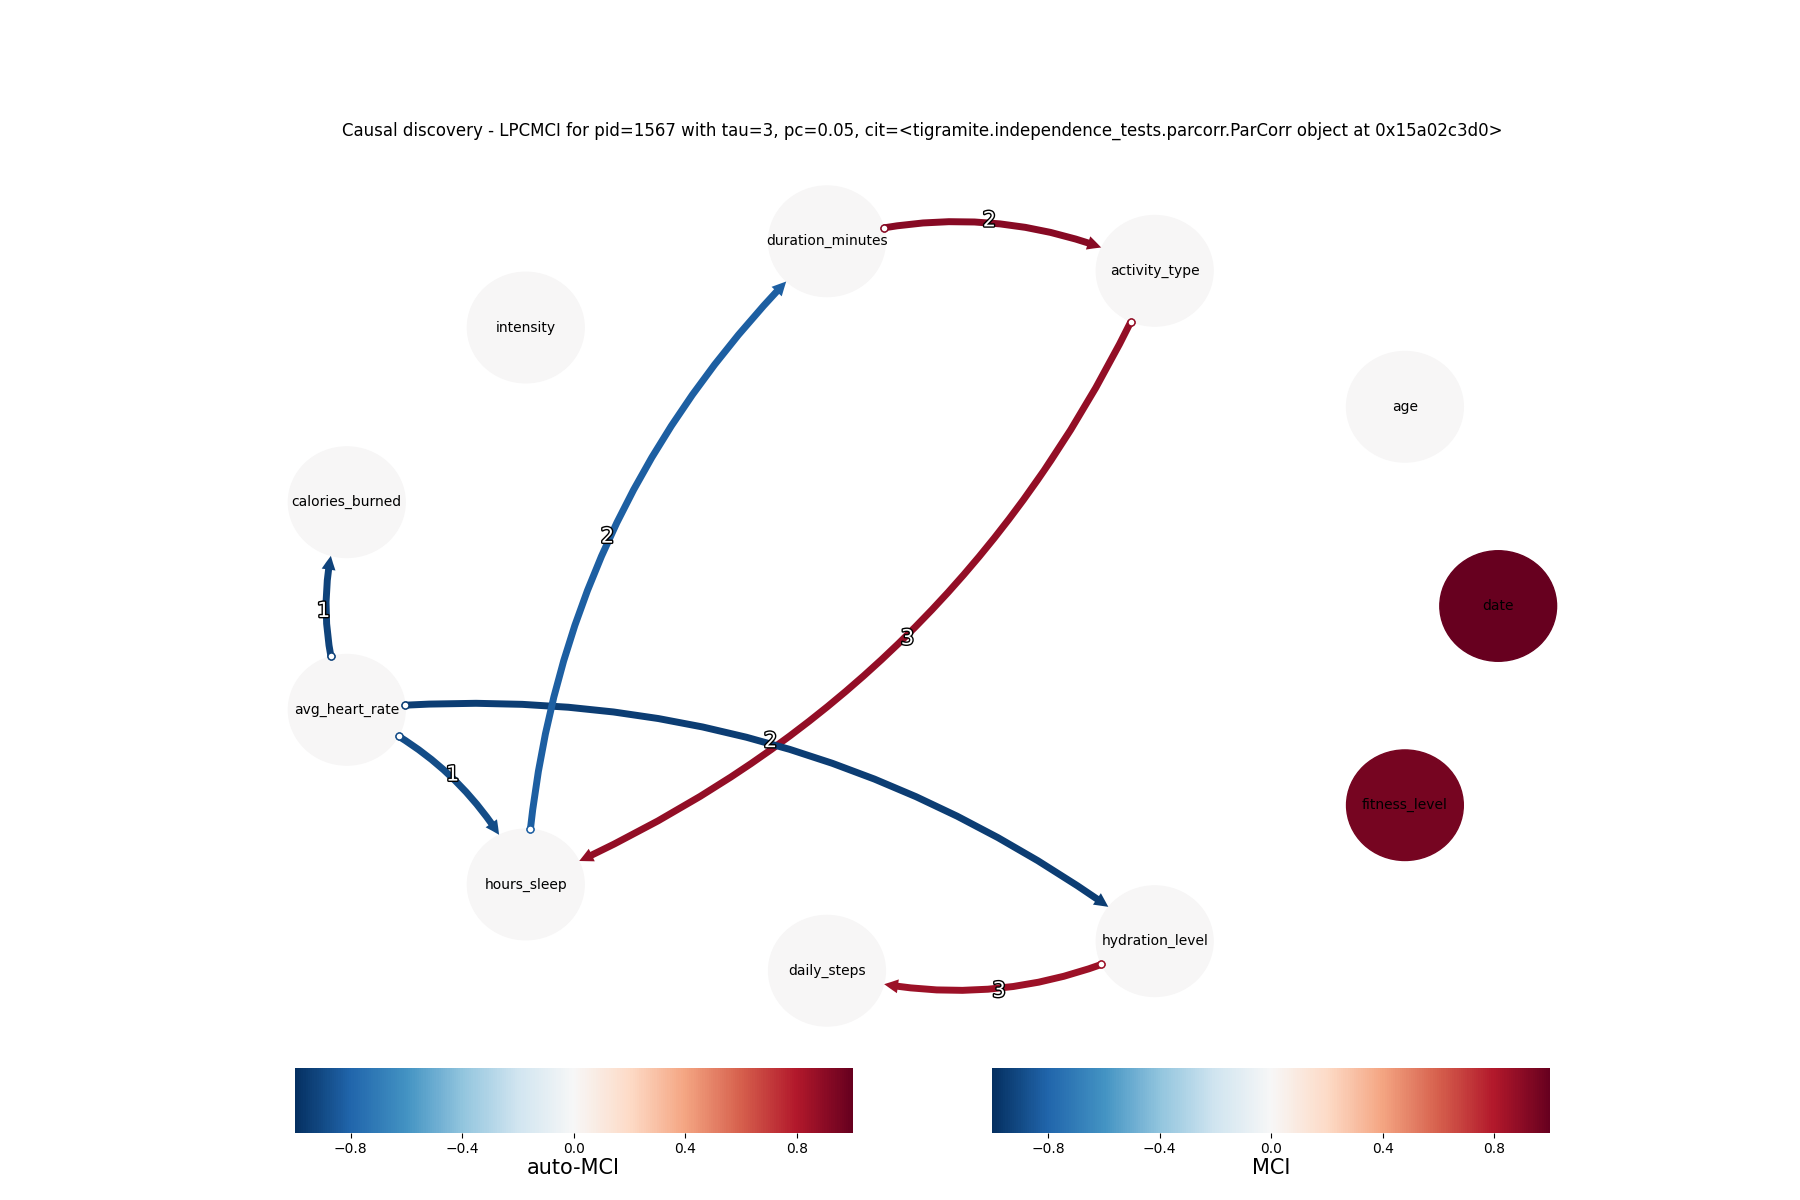 Causal discovery - LPCMCI for pid=1567 with tau=3, pc=0.05, cit=<tigramite.independence_tests.parcorr.ParCorr object at 0x15a02c3d0>
2
duration_minutes
activity_type
intensity
age
calories_burned
2
date
1
3
avg_heart_rate
2
1
fitness_level
hours_sleep
hydration_level
daily_steps
3
−0.8 −0.4 0.0 0.4 0.8
auto-MCI
−0.8 −0.4 0.0 0.4 0.8
MCI